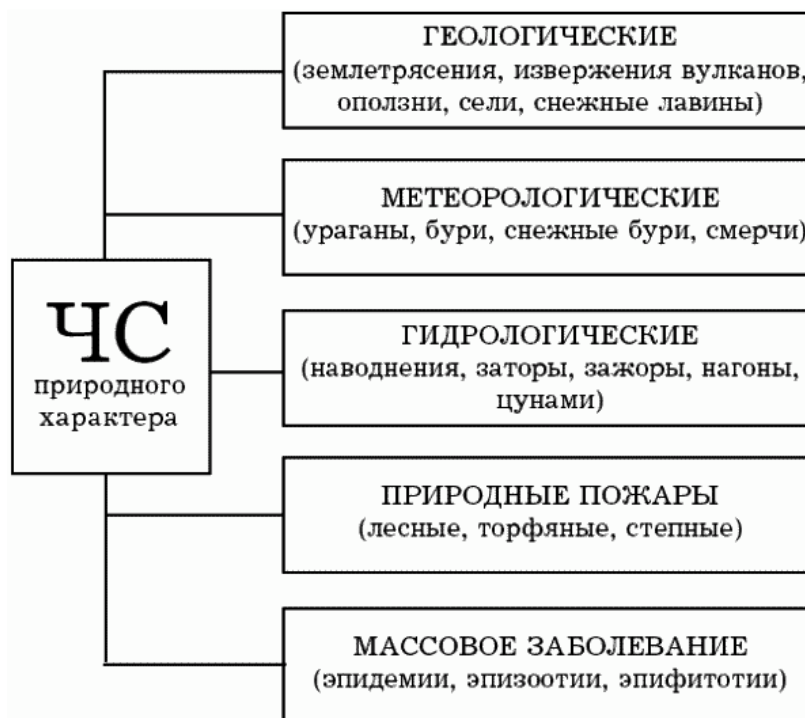 ГЕОЛОГИЧЕСКИЕ
(землетрясения, извержения вулканов,
оползни, сели, снежные лавины)
МЕТЕОРОЛОГИЧЕСКИЕ
(ураганы, бури, снежные бури, смерчи)
ЧС
природного
характера
ГИДРОЛОГИЧЕСКИЕ
(наводнения, заторы, зажоры, нагоны,
цунами)
ПРИРОДНЫЕ ПОЖАРЫ
(лесные, торфяные, степные)
МАССОВОЕ ЗАБОЛЕВАНИЕ
(эпидемии, эпизоотии, эпифитотии)